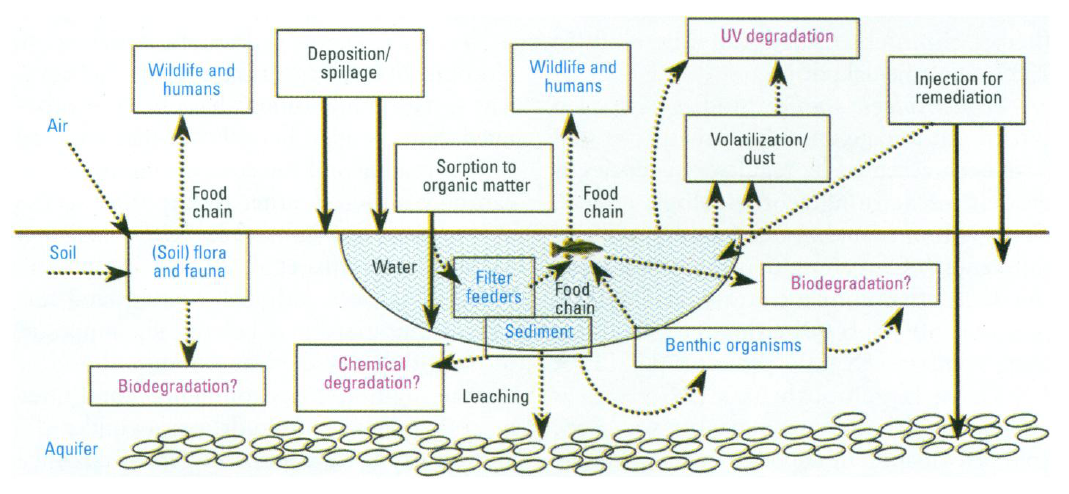 UV degradation
Deposition/
spillage
Wildlife and
humans
Wildlife and
humans
Injection for
remediation
Air
Volatilization/
dust
Sorption to
organic matter
Food
chain
Food
chain
Soil
(Soil) flora
and fauna
Water
Filter
feeders
Food
chain
Biodegradation?
Sediment
Benthic organisms
Chemical
degradation?
Biodegradation?
Leaching
Aquifer